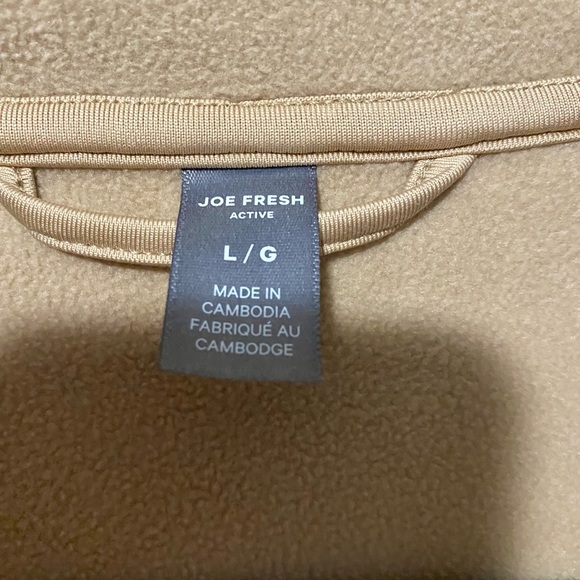 JOE FRESH
ACTIVE
L / G
MADE IN
CAMBODIA
FABRIQUÉ AU
CAMBODGE